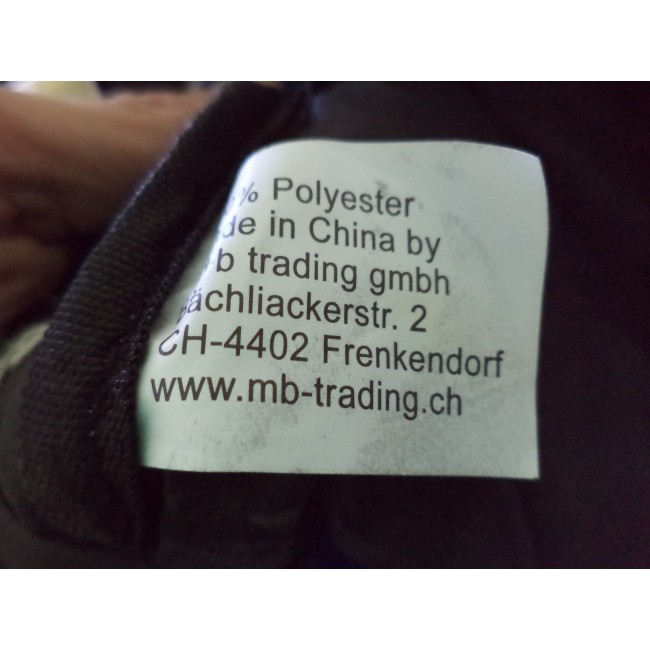 % Polyester
de in China by
b trading gmbh
ächliackerstr. 2
CH-4402 Frenkendorf
www.mb-trading.ch